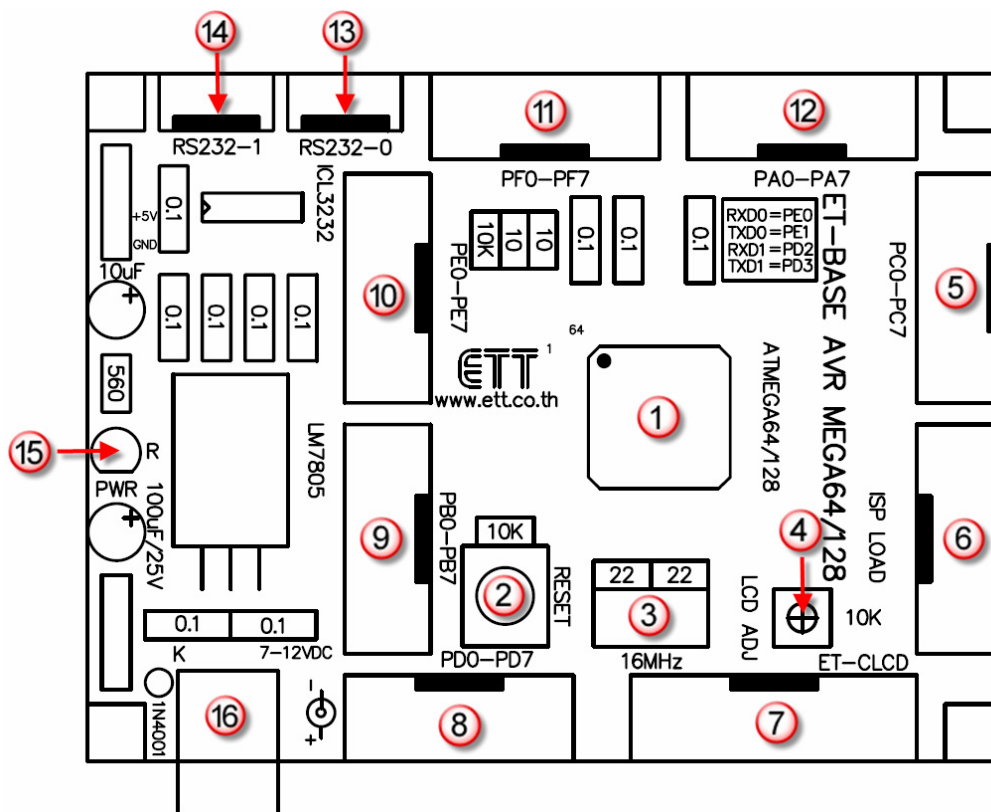 14
13
11
12
RS232-1
RS232-0
PF0-PF7
PA0-PA7
+5V
GND
0.1
ICL3232
10K
10
10
0.1
0.1
0.1
RXD0=PE0
TXD0=PE1
RXD1=PD2
TXD1=PD3
10uF
+
10
PE0-PE7
PC0-PC7
5
0.1
0.1
0.1
0.1
64
1
ETT
www.ett.co.th
1
ET-BASE AVR MEGA64/128
ATMEGA64/128
560
15
R
PWR
LM7805
100uF/25V
+
9
PB0-PB7
10K
2
RESET
22
22
3
16MHz
4
LCD ADJ
10K
ISP LOAD
6
0.1
0.1
K
7-12VDC
PD0-PD7
ET-CLCD
1N4001
16
-
+
8
7